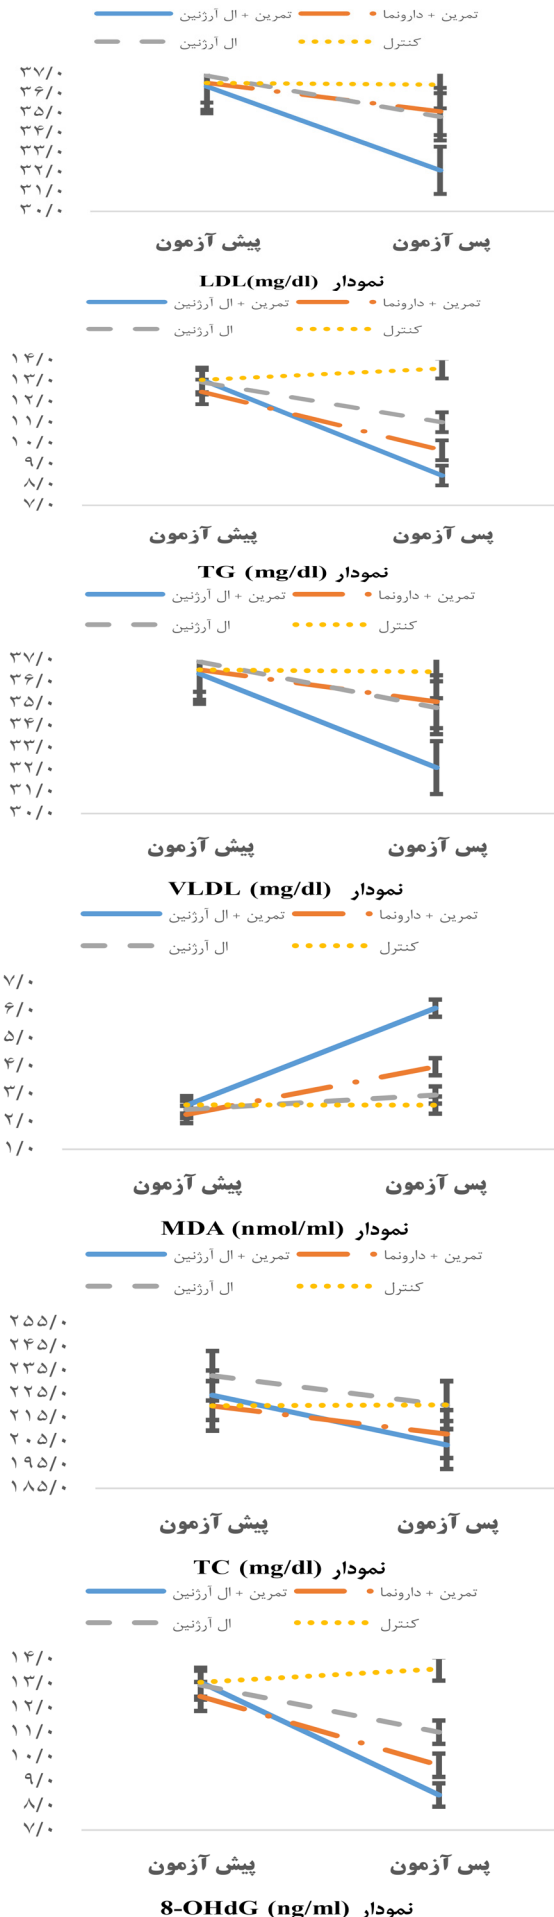 تمرین + ال آرژنین تمرین + دارونما
ال آرژنین کنترل
۳۷/۰
۳۶/۰
۳۵/۰
۳۴/۰
۳۳/۰
۳۲/۰
۳۱/۰
۳۰/۰
پیش آزمون پس آزمون
نمودار LDL(mg/dl)
تمرین + ال آرژنین تمرین + دارونما
ال آرژنین کنترل
۱۴/۰
۱۳/۰
۱۲/۰
۱۱/۰
۱۰/۰
۹/۰
۸/۰
۷/۰
پیش آزمون پس آزمون
نمودار TG (mg/dl)
تمرین + ال آرژنین تمرین + دارونما
ال آرژنین کنترل
۳۷/۰
۳۶/۰
۳۵/۰
۳۴/۰
۳۳/۰
۳۲/۰
۳۱/۰
۳۰/۰
پیش آزمون پس آزمون
نمودار VLDL (mg/dl)
تمرین + ال آرژنین تمرین + دارونما
ال آرژنین کنترل
۷/۰
۶/۰
۵/۰
۴/۰
۳/۰
۲/۰
۱/۰
پیش آزمون پس آزمون
نمودار MDA (nmol/ml)
تمرین + ال آرژنین تمرین + دارونما
ال آرژنین کنترل
۲۵۵/۰
۲۴۵/۰
۲۳۵/۰
۲۲۵/۰
۲۱۵/۰
۲۰۵/۰
۱۹۵/۰
۱۸۵/۰
پیش آزمون پس آزمون
نمودار TC (mg/dl)
تمرین + ال آرژنین تمرین + دارونما
ال آرژنین کنترل
۱۴/۰
۱۳/۰
۱۲/۰
۱۱/۰
۱۰/۰
۹/۰
۸/۰
۷/۰
پیش آزمون پس آزمون
نمودار 8-OHdG (ng/ml)